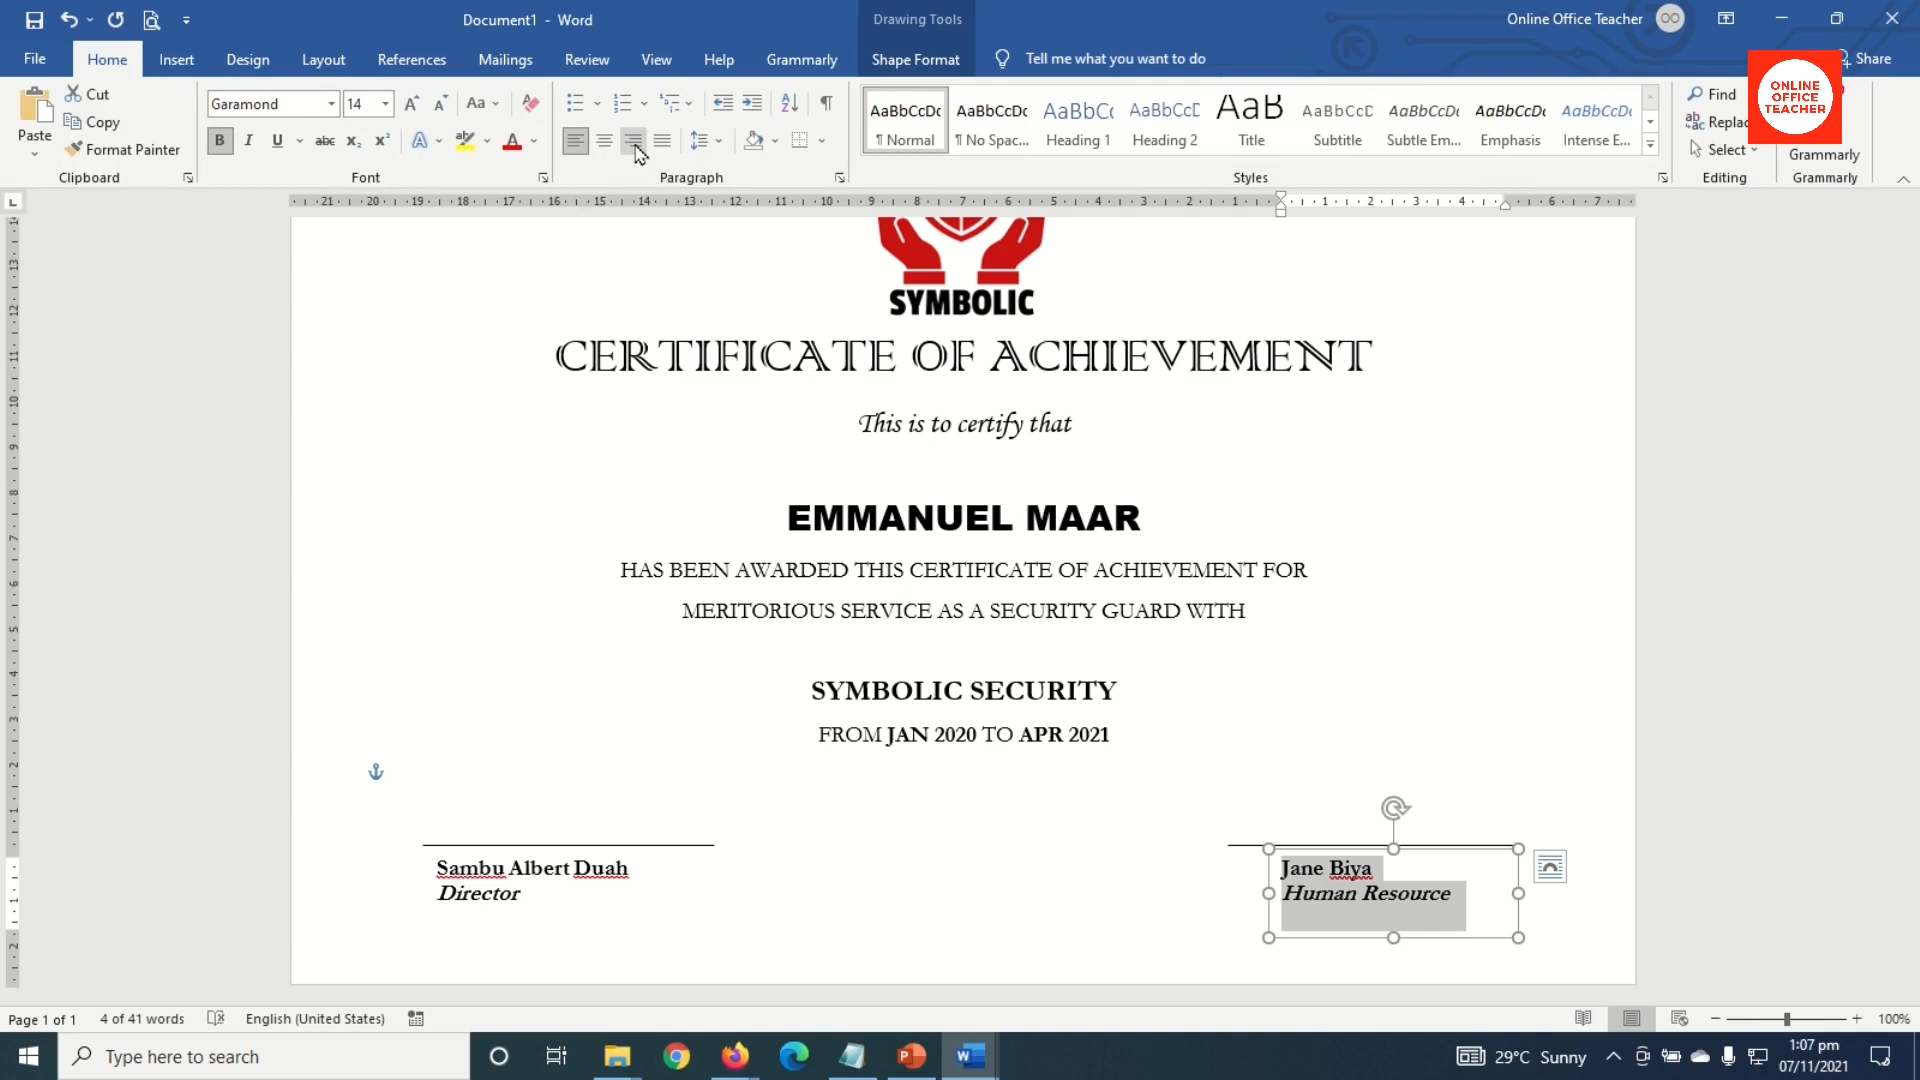 Document1 - Word
Drawing Tools
Online Office Teacher
OO
File
Home
Insert
Design
Layout
References
Mailings
Review
View
Help
Grammarly
Shape Format
Tell me what you want to do
Share
ONLINE
OFFICE
TEACHER
Paste
Cut
Copy
Format Painter
Clipboard
Garamond
14
Font
Paragraph
AaBbCcDc
¶ Normal
AaBbCcDc
¶ No Spac...
AaBbCc
Heading 1
AaBbCcD
Heading 2
AaB
Title
AaBbCcD
Subtitle
AaBbCcDc
Subtle Em...
AaBbCcDc
Emphasis
AaBbCcDc
Intense E...
Styles
Find
Replac
Select
Editing
Grammarly
Grammarly
SYMBOLIC
CERTIFICATE OF ACHIEVEMENT
This is to certify that
EMMANUEL MAAR
HAS BEEN AWARDED THIS CERTIFICATE OF ACHIEVEMENT FOR
MERITORIOUS SERVICE AS A SECURITY GUARD WITH
SYMBOLIC SECURITY
FROM JAN 2020 TO APR 2021
Sambu Albert Duah
Director
Jane Biya
Human Resource
Page 1 of 1
4 of 41 words
English (United States)
100%
Type here to search
29°C Sunny
1:07 pm
07/11/2021